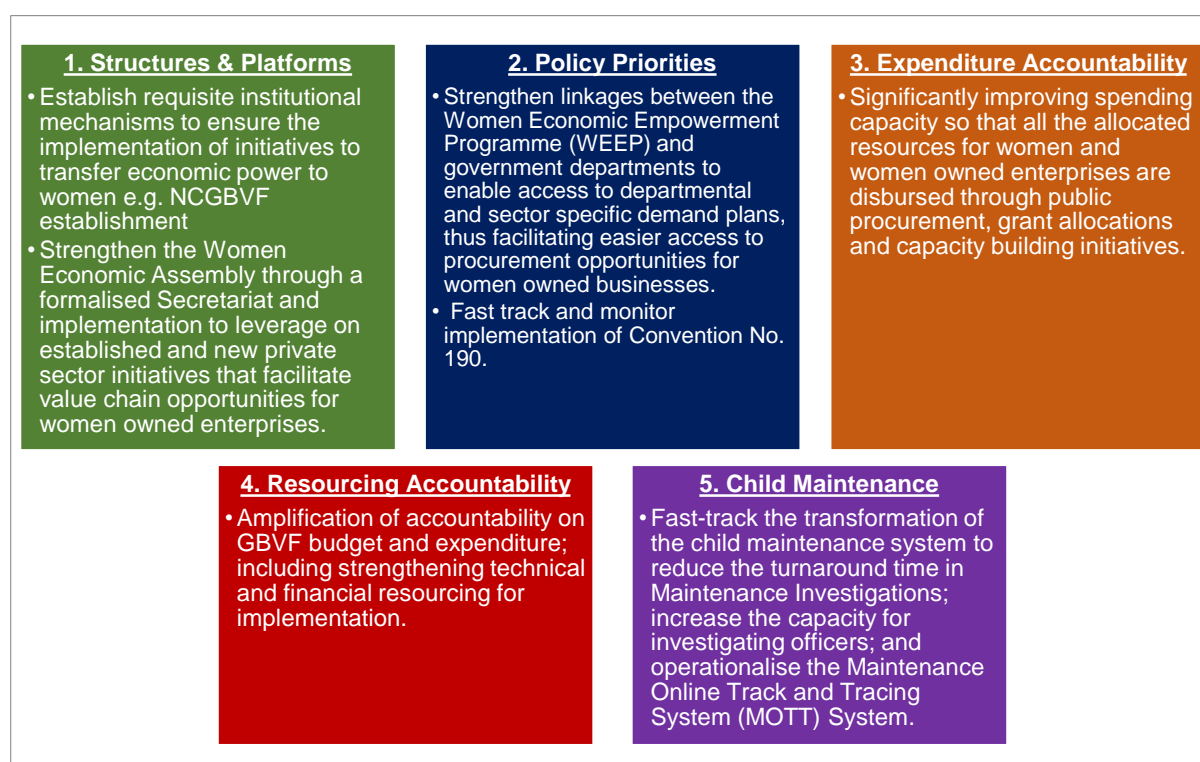 1. Structures & Platforms
• Establish requisite institutional
mechanisms to ensure the
implementation of initiatives to
transfer economic power to
women e.g. NCGBVF
establishment
• Strengthen the Women
Economic Assembly through a
formalised Secretariat and
implementation to leverage on
established and new private
sector initiatives that facilitate
value chain opportunities for
women owned enterprises.
2. Policy Priorities
• Strengthen linkages between the
Women Economic Empowerment
Programme (WEEP) and
government departments to
enable access to departmental
and sector specific demand plans,
thus facilitating easier access to
procurement opportunities for
women owned businesses.
• Fast track and monitor
implementation of Convention No.
190.
3. Expenditure Accountability
• Significantly improving spending
capacity so that all the allocated
resources for women and
women owned enterprises are
disbursed through public
procurement, grant allocations
and capacity building initiatives.
4. Resourcing Accountability
• Amplification of accountability on
GBVF budget and expenditure;
including strengthening technical
and financial resourcing for
implementation.
5. Child Maintenance
• Fast-track the transformation of
the child maintenance system to
reduce the turnaround time in
Maintenance Investigations;
increase the capacity for
investigating officers; and
operationalise the Maintenance
Online Track and Tracing
System (MOTT) System.